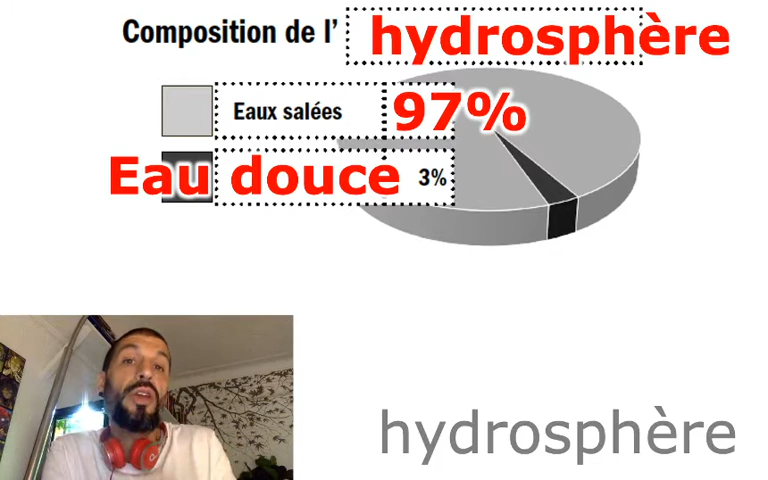 Composition de l' hydrosphère
Eaux salées 97%
Eau douce 3%
hydrosphère